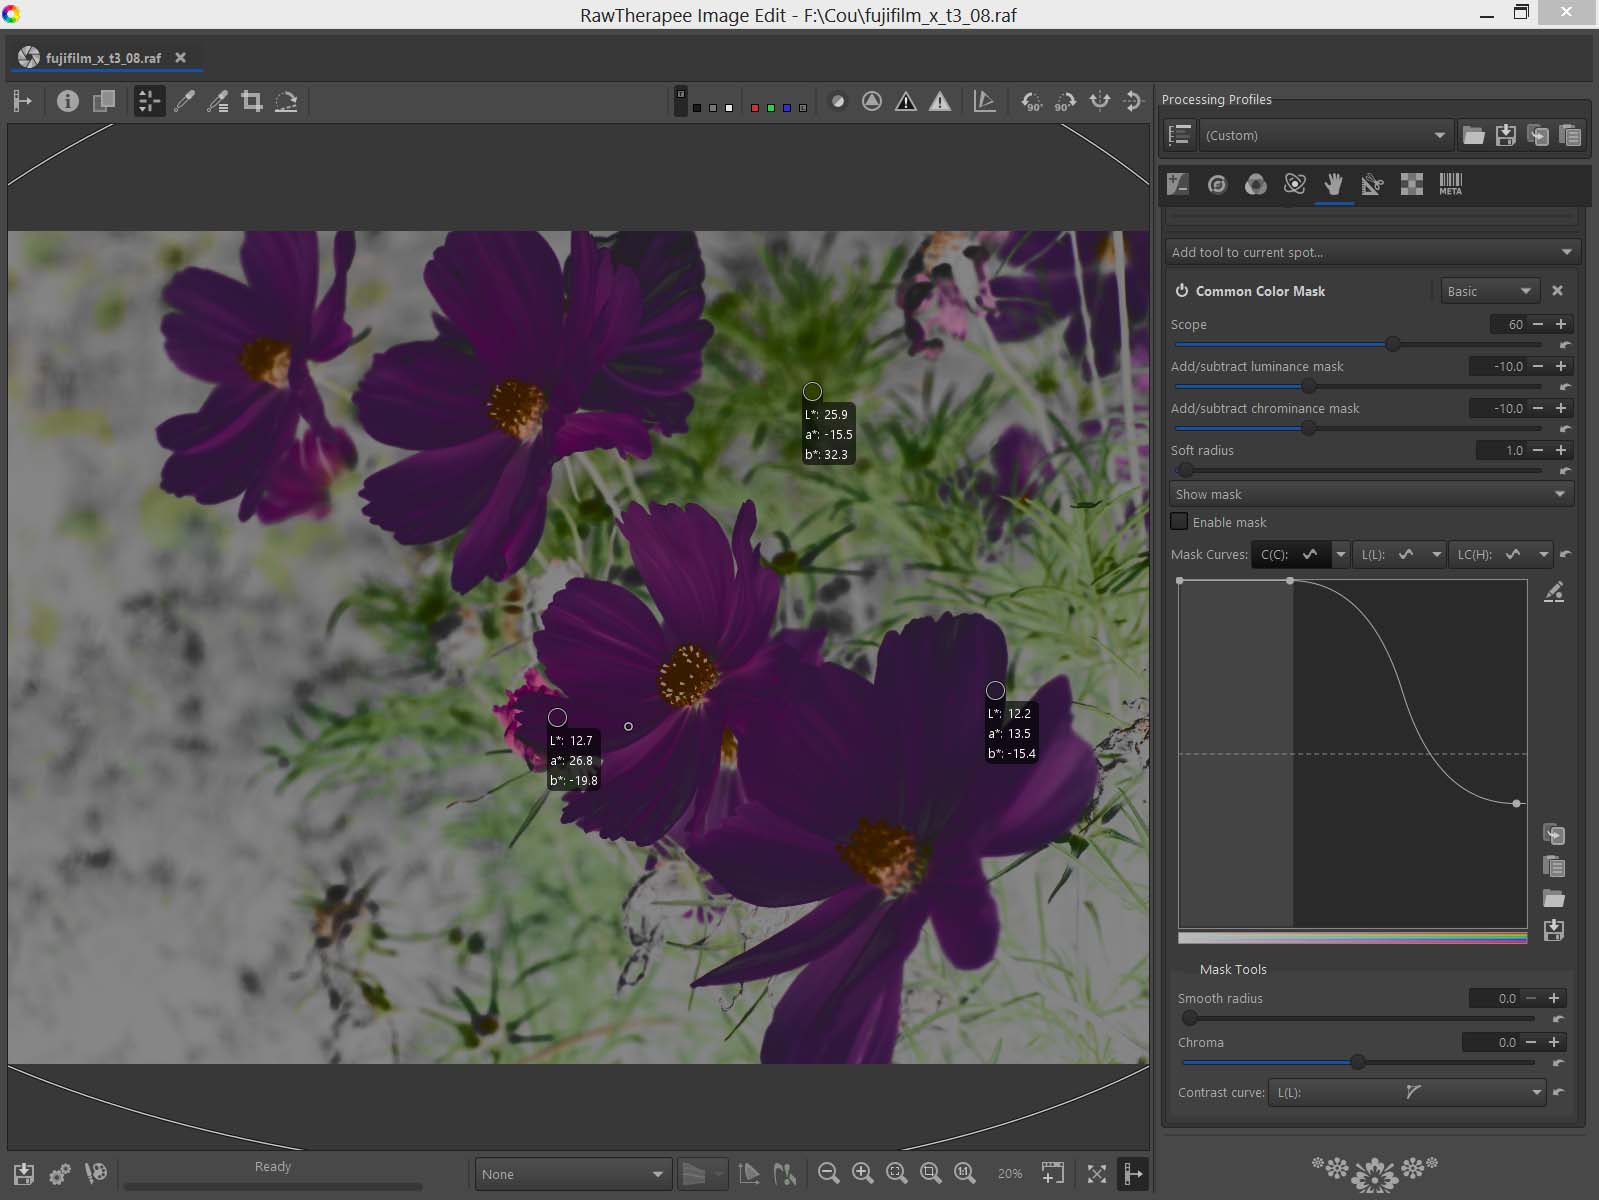 RawTherapee Image Edit - F:\Cou\fujifilm_x_t3_08.raf
fujifilm_x_t3_08.raf
90°
90°
Processing Profiles
(Custom)
META
Add tool to current spot...
Common Color Mask
Basic
Scope
60
Add/subtract luminance mask
-10.0
Add/subtract chrominance mask
-10.0
Soft radius
1.0
Show mask
Enable mask
Mask Curves:
C(C):
L(L):
LC(H):
L*: 25.9
a*: -15.5
b*: 32.3
L*: 12.2
a*: 13.5
b*: -15.4
L*: 12.7
a*: 26.8
b*: -19.8
Mask Tools
Smooth radius
0.0
Chroma
0.0
Contrast curve:
L(L):
Ready
None
1:1
20%